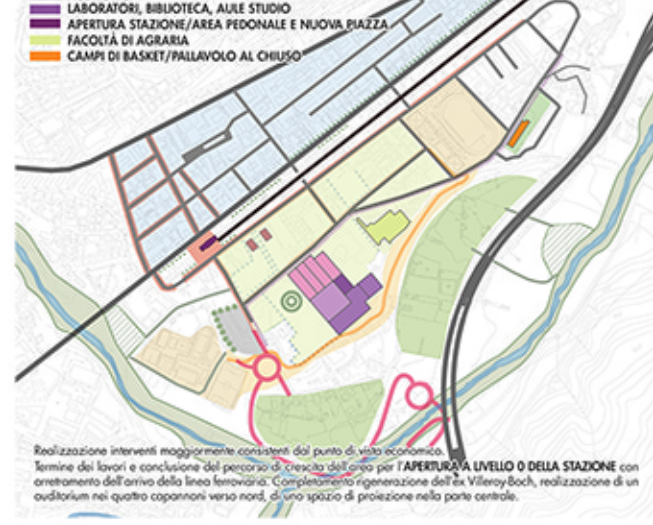 LABORATORI, BIBLIOTECA, AULE STUDIO
APERTURA STAZIONE/AREA PEDONALE E NUOVA PIAZZA
FACOLTÀ DI AGRARIA
CAMPI DI BASKET/PALLAVOLO AL CHIUSO
Realizzazione interventi maggiormente consistenti dal punto di vista economico.
Termine dei lavori e conclusione del percorso di crescita dell'area per l'APERTURA A LIVELLO 0 DELLA STAZIONE con
arretramento dell'arrivo della linea ferroviaria. Completamento rigenerazione dell'ex Villeroy-Boch, realizzazione di un
auditorium nei quattro capannoni verso nord, di uno spazio di proiezione nella parte centrale.